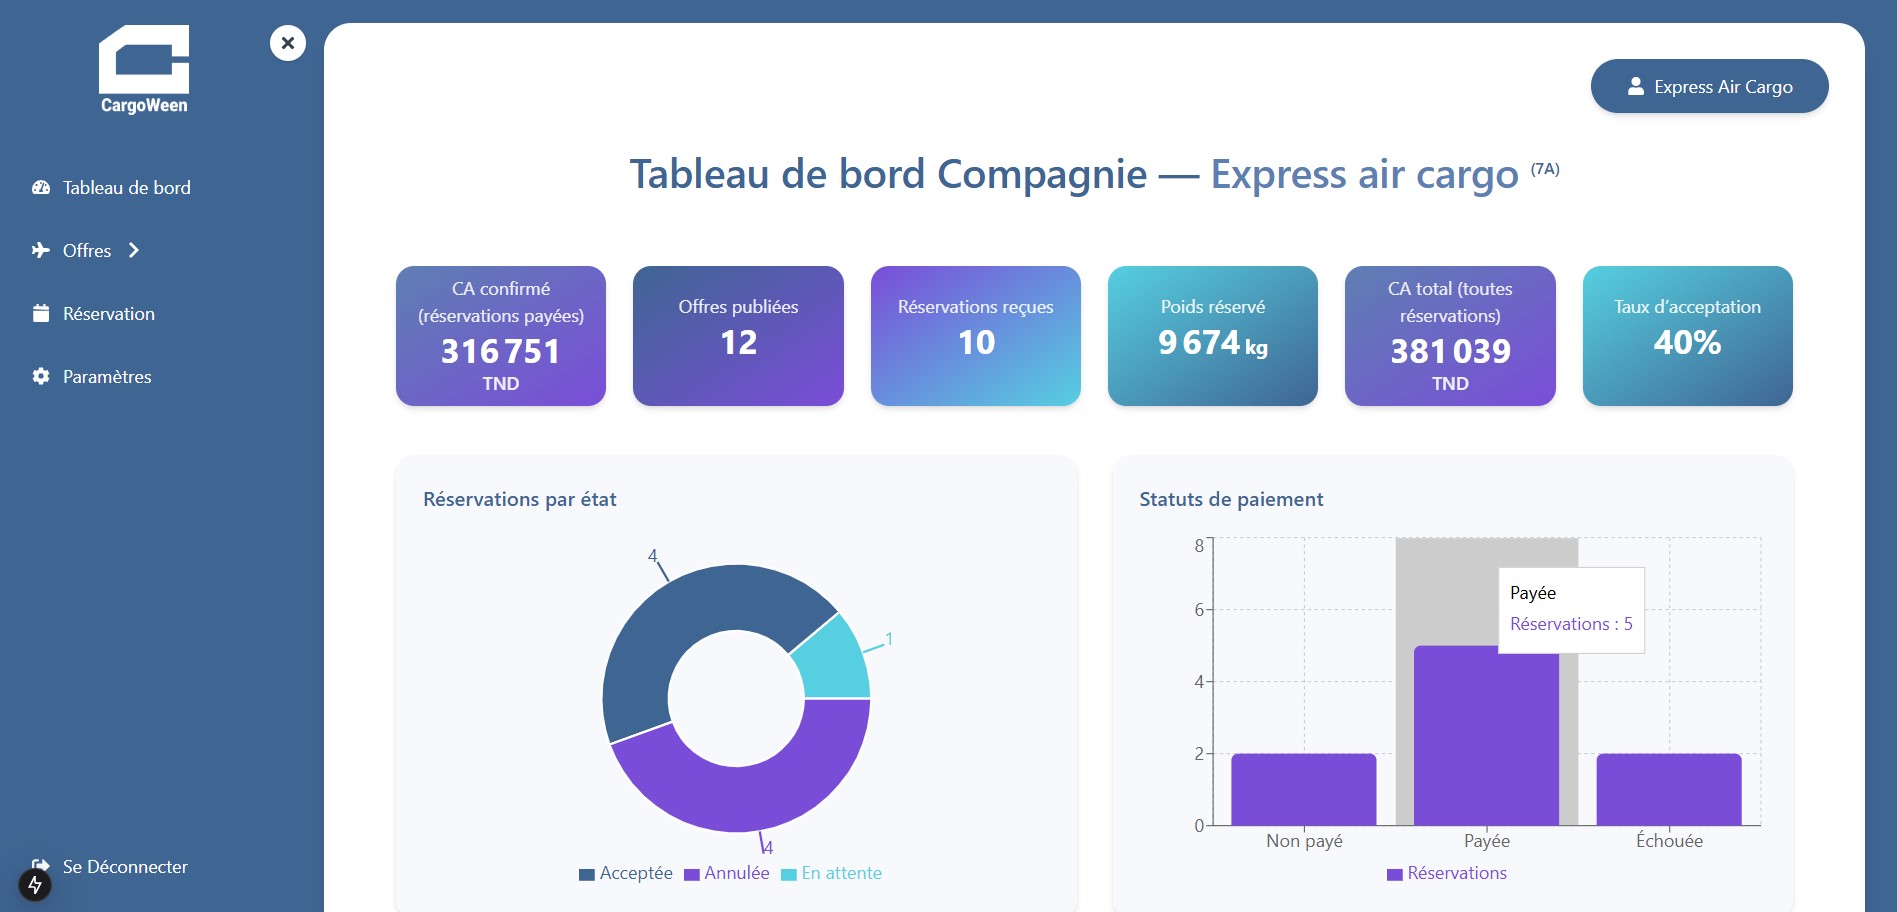 CargoWeen
Tableau de bord
Offres
Réservation
Paramètres
Se Déconnecter
Express Air Cargo
Tableau de bord Compagnie — Express air cargo (7A)
CA confirmé
(réservations payées)
316 751
TND
Offres publiées
12
Réservations reçues
10
Poids réservé
9 674 kg
CA total (toutes
réservations)
381 039
TND
Taux d’acceptation
40%
Réservations par état
4
1
4
Acceptée Annulée En attente
Statuts de paiement
8
6
4
2
0
Payée
Réservations : 5
Non payé Payée Échouée
Réservations